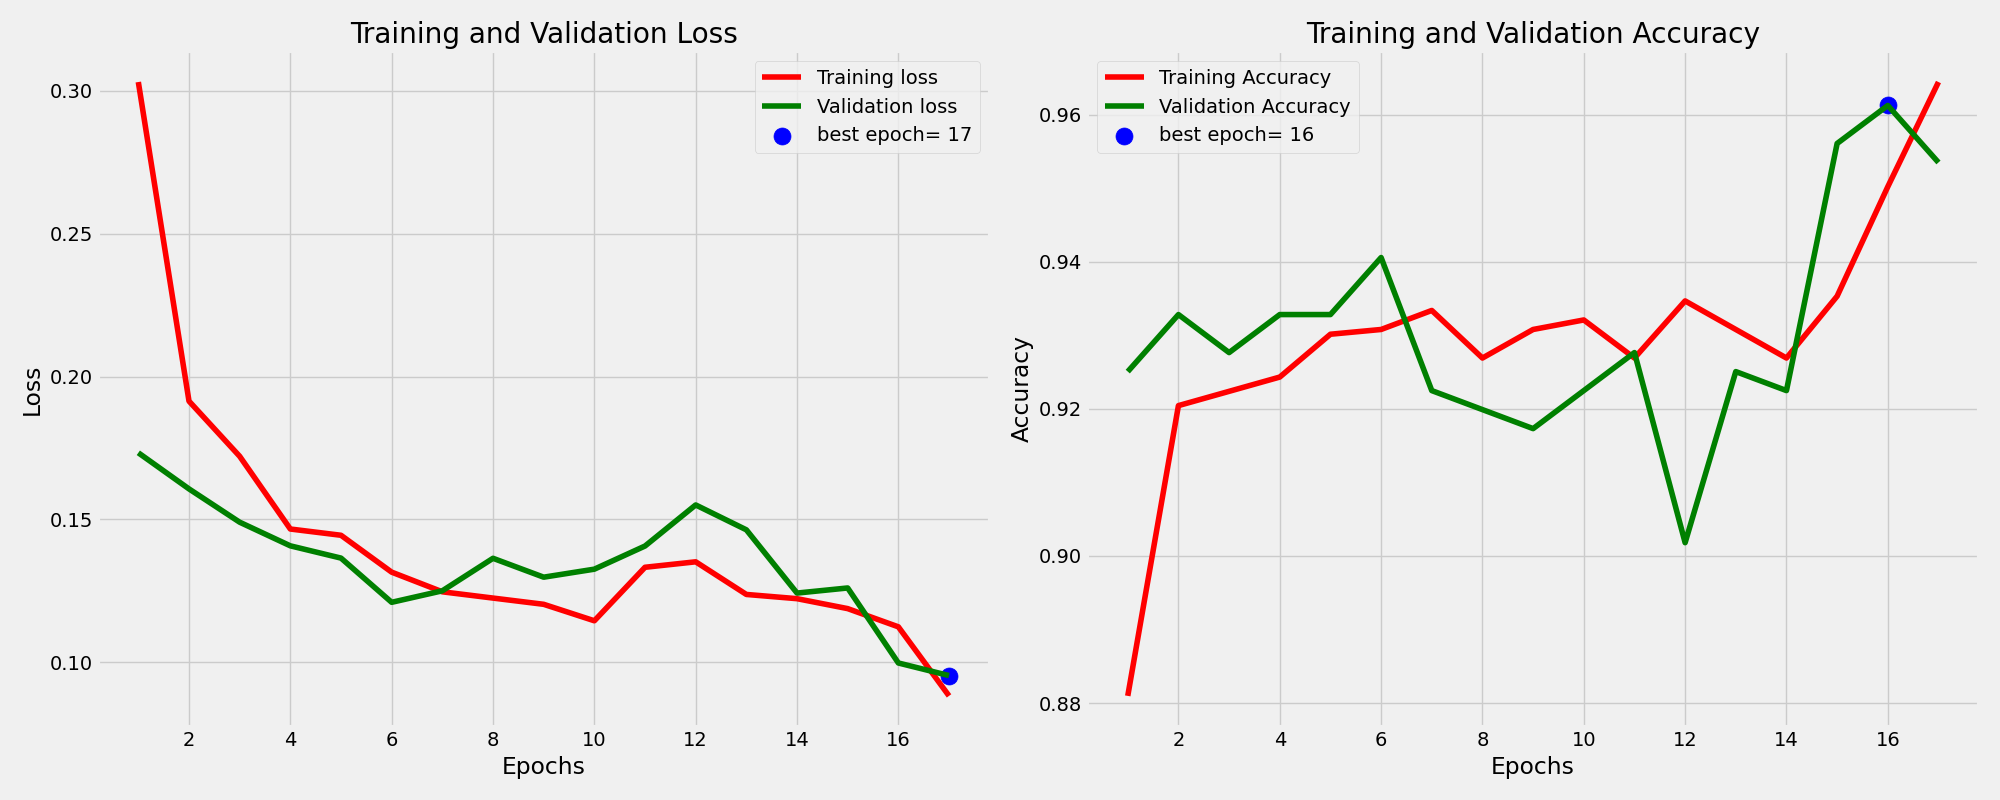 Training and Validation Loss
Training loss
Validation loss
best epoch= 17
0.30
0.25
0.20
0.15
0.10
Loss
2 4 6 8 10 12 14 16
Epochs
Training and Validation Accuracy
Training Accuracy
Validation Accuracy
best epoch= 16
0.96
0.94
0.92
0.90
0.88
Accuracy
2 4 6 8 10 12 14 16
Epochs